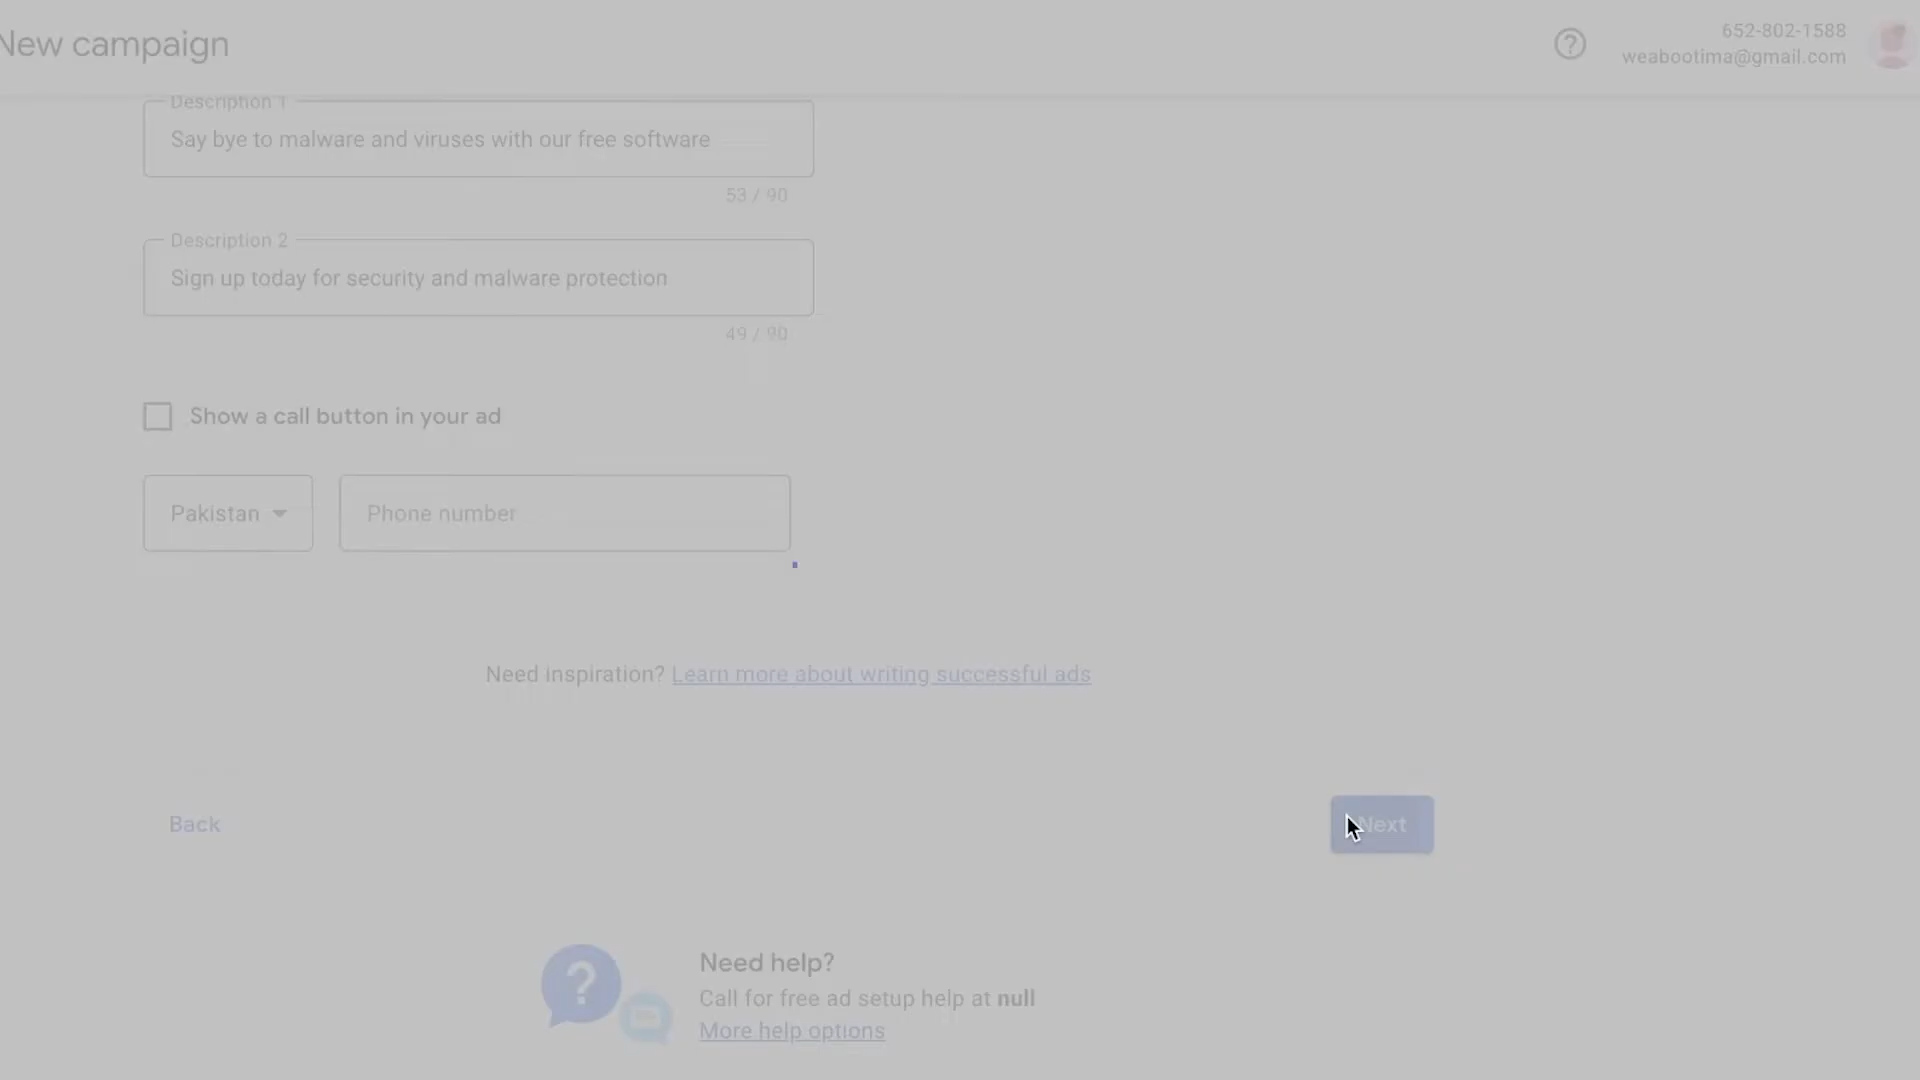 New campaign
652-802-1588
weabootima@gmail.com
Description 1
Say bye to malware and viruses with our free software
53 / 90
Description 2
Sign up today for security and malware protection
49 / 90
Show a call button in your ad
Pakistan
Phone number
Need inspiration? Learn more about writing successful ads
Back
Next
Need help?
Call for free ad setup help at null
More help options